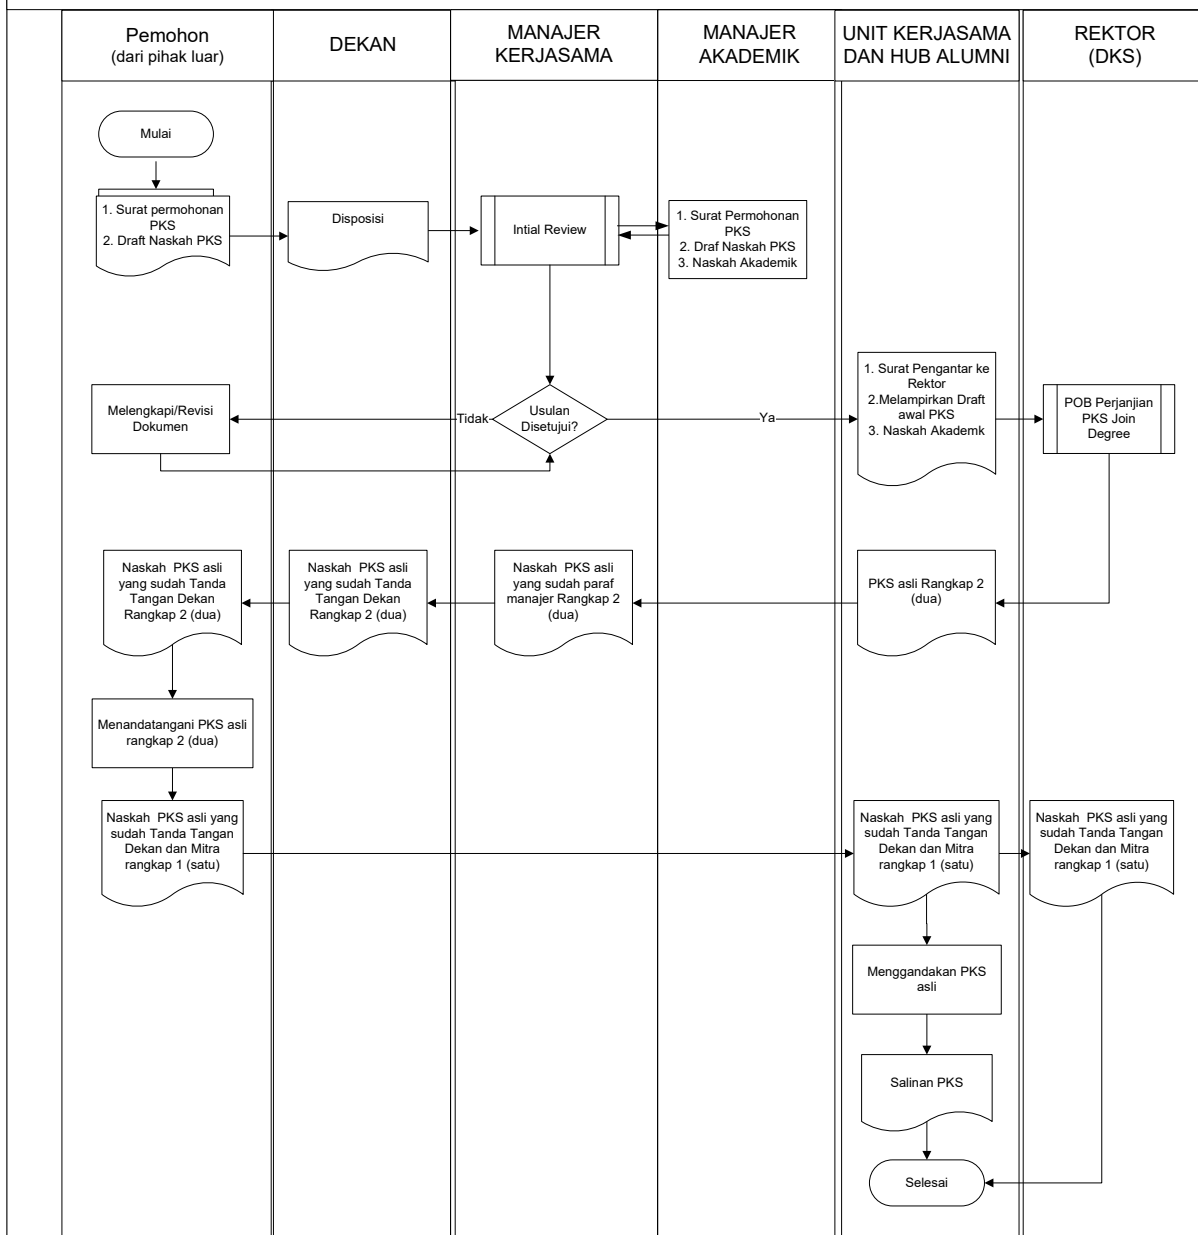 Pemohon
(dari pihak luar)
DEKAN
MANAJER
KERJASAMA
MANAJER
AKADEMIK
UNIT KERJASAMA
DAN HUB ALUMNI
REKTOR
(DKS)
Mulai
1. Surat permohonan
PKS
2. Draft Naskah PKS
Disposisi
Intial Review
1. Surat Permohonan
PKS
2. Draf Naskah PKS
3. Naskah Akademik
Melengkapi/Revisi
Dokumen
Tidak
Usulan
Disetujui?
Ya
1. Surat Pengantar ke
Rektor
2.Melampirkan Draft
awal PKS
3. Naskah Akademk
POB Perjanjian
PKS Join
Degree
Naskah PKS asli
yang sudah Tanda
Tangan Dekan
Rangkap 2 (dua)
Naskah PKS asli
yang sudah Tanda
Tangan Dekan
Rangkap 2 (dua)
Naskah PKS asli
yang sudah paraf
manajer Rangkap 2
(dua)
PKS asli Rangkap 2
(dua)
Menandatangani PKS asli
rangkap 2 (dua)
Naskah PKS asli yang
sudah Tanda Tangan
Dekan dan Mitra
rangkap 1 (satu)
Naskah PKS asli yang
sudah Tanda Tangan
Dekan dan Mitra
rangkap 1 (satu)
Naskah PKS asli yang
sudah Tanda Tangan
Dekan dan Mitra
rangkap 1 (satu)
Menggandakan PKS
asli
Salinan PKS
Selesai